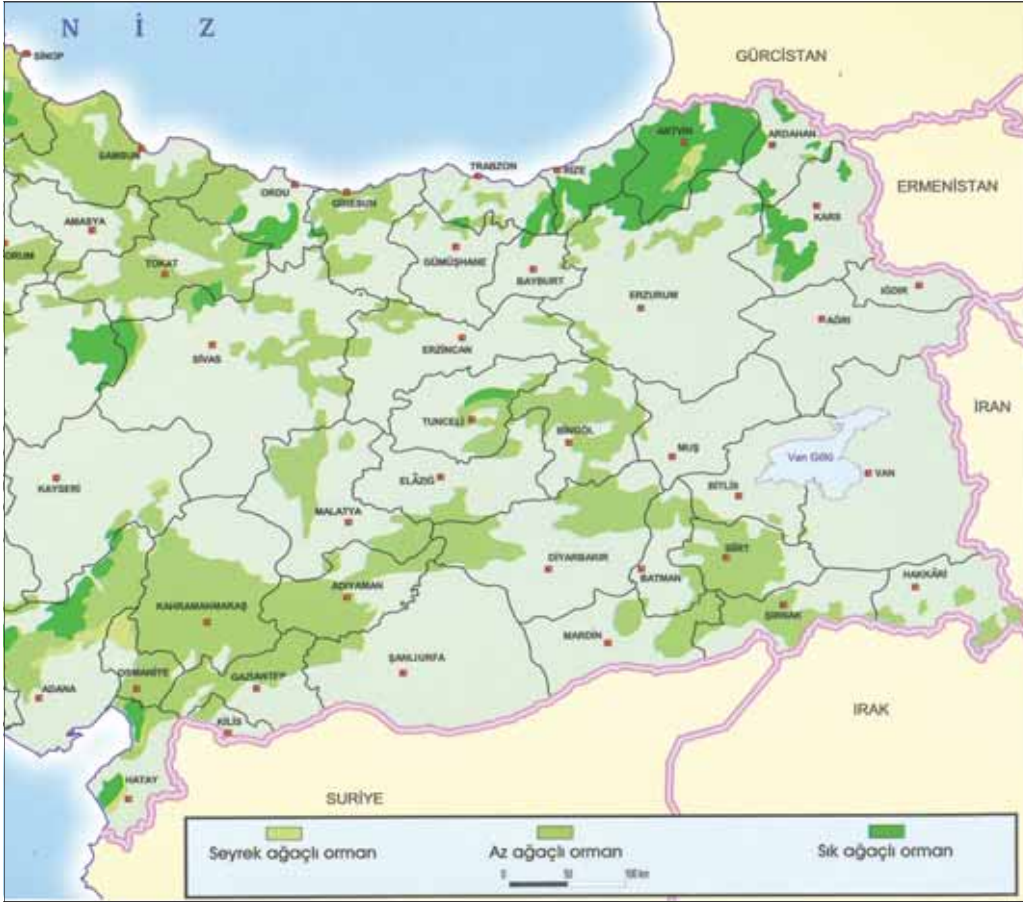 N İ Z
SİNOP
GÜRCİSTAN
SAMSUN
ARTVİN
ARDAHAN
TRABZON
RİZE
ORDU
GİRESUN
ERMENİSTAN
AMASYA
KARS
ORUM
TOKAT
GÜMÜŞHANE
BAYBURT
ERZURUM
IĞDIR
AĞRI
SİVAS
ERZİNCAN
İRAN
TUNCELİ
BİNGÖL
MUŞ
Van Gölü
VAN
KAYSERİ
ELÂZIĞ
BİTLİS
MALATYA
DİYARBAKIR
SİİRT
BATMAN
HAKKÂRİ
ADIYAMAN
KAHRAMANMARAŞ
ŞIRNAK
MARDİN
ŞANLIURFA
OSMANİYE
GAZİANTEP
ADANA
KİLİS
IRAK
HATAY
SURİYE
Seyrek ağaçlı orman
Az ağaçlı orman
Sık ağaçlı orman
0 50 100 km